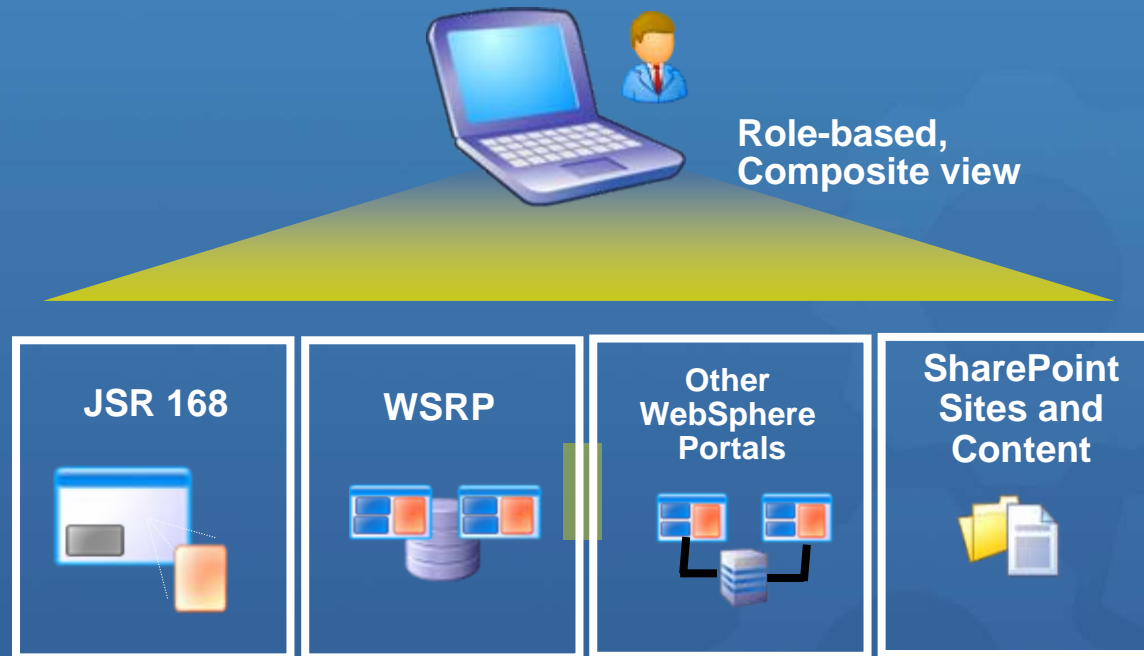 Role-based,
Composite view
JSR 168
WSRP
Other
WebSphere
Portals
SharePoint
Sites and
Content